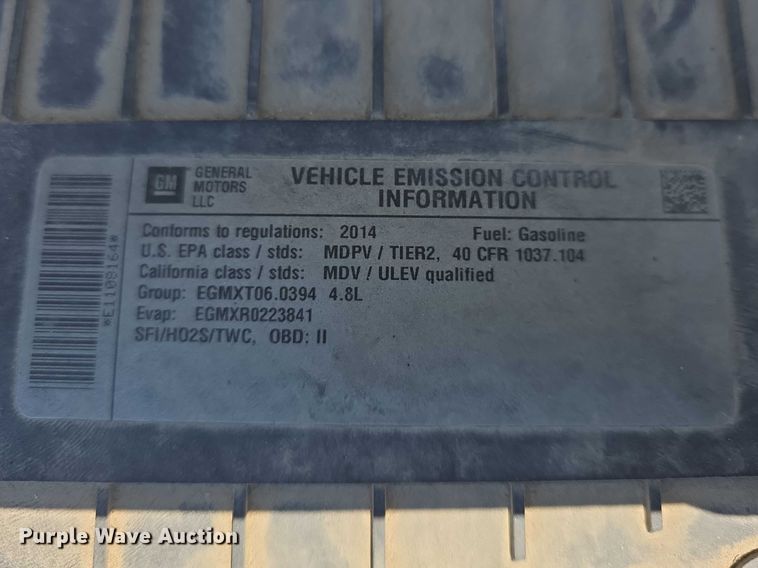 GM
GENERAL
MOTORS
LLC
VEHICLE EMISSION CONTROL
INFORMATION
Conforms to regulations: 2014 Fuel: Gasoline
U.S. EPA class / stds: MDPV / TIER2, 40 CFR 1037.104
California class / stds: MDV / ULEV qualified
Group: EGMXT06.0394 4.8L
Evap: EGMXR0223841
SFI/HO2S/TWC, OBD: II
*E1109164*
Purple Wave Auction